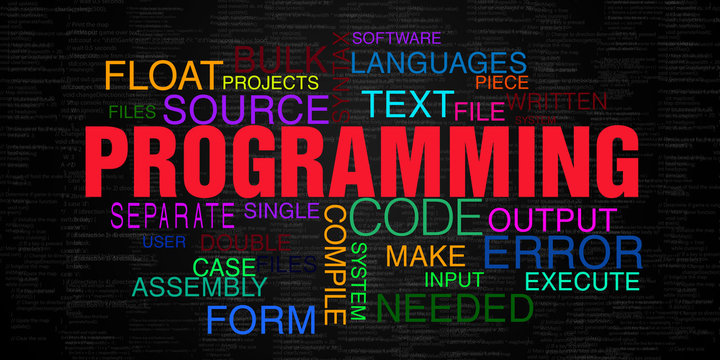 SOFTWARE
BULK
SYNTAX
LANGUAGES
FLOAT
PROJECTS
PIECE
FILES
SOURCE
TEXT
FILE
WRITTEN
SYSTEM
PROGRAMMING
SEPARATE
SINGLE
COMPILE
CODE
OUTPUT
USER
DOUBLE
SYSTEM
MAKE
ERROR
CASE
FILES
INPUT
EXECUTE
ASSEMBLY
FORM
NEEDED